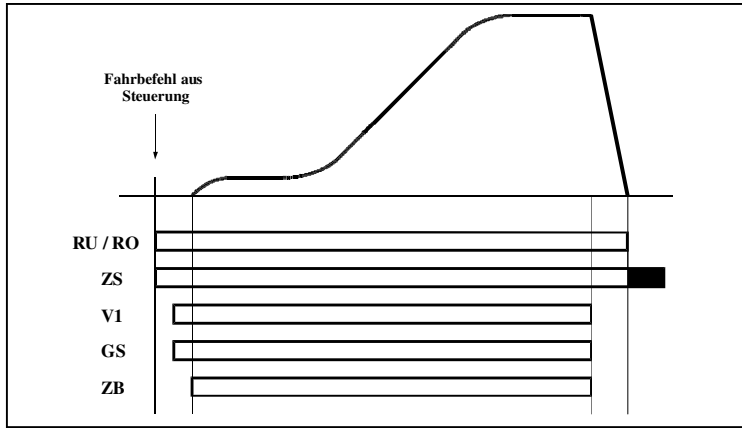 Fahrbefehl aus
Steuerung
RU / RO
ZS
V1
GS
ZB